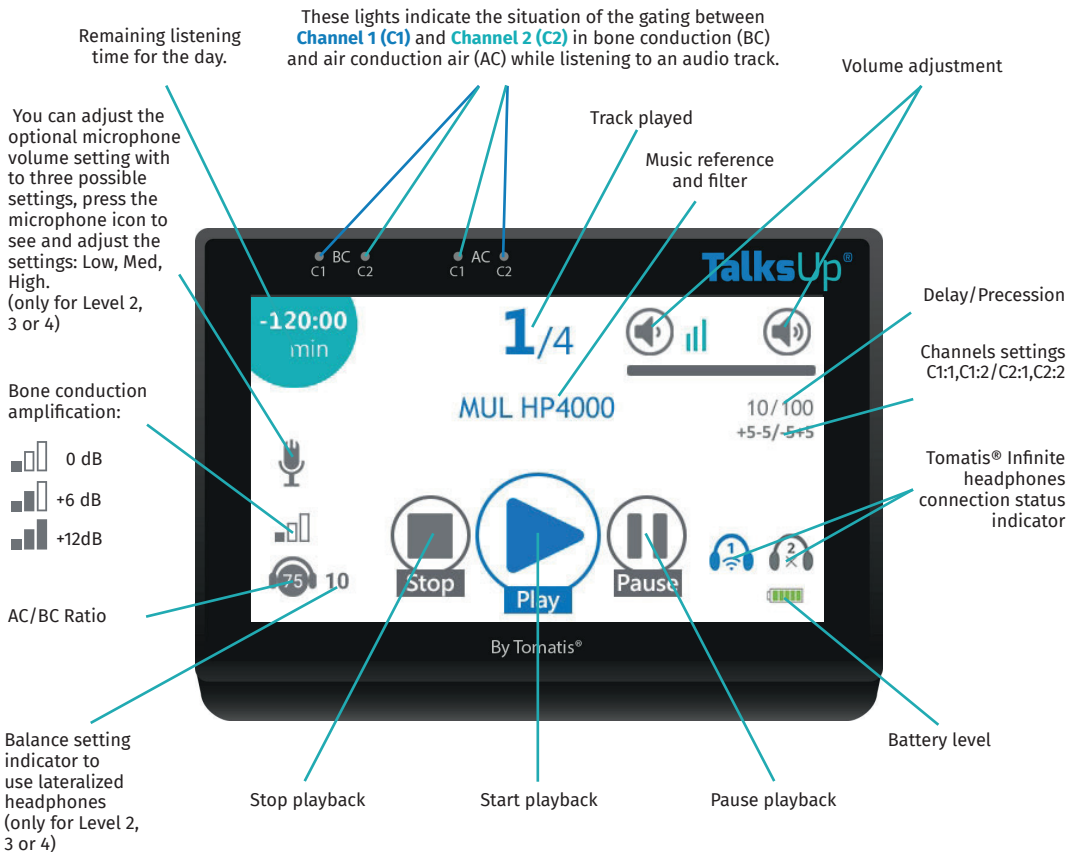 These lights indicate the situation of the gating between
Channel 1 (C1) and Channel 2 (C2) in bone conduction (BC)
and air conduction air (AC) while listening to an audio track.
Remaining listening
time for the day.
Volume adjustment
You can adjust the
optional microphone
volume setting with
to three possible
settings, press the
microphone icon to
see and adjust the
settings: Low, Med,
High.
(only for Level 2,
3 or 4)
Track played
Music reference
and filter
BC
C1 C2
AC
C1 C2
TalksUp®
-120:00
min
1/4
MUL HP4000
10/100
+5-5/-5+5
Delay/Precession
Channels settings
C1:1,C1:2/C2:1,C2:2
Bone conduction
amplification:
0 dB
+6 dB
+12dB
Tomatis® Infinite
headphones
connection status
indicator
75 10
Stop
Play
Pause
1
2
AC/BC Ratio
By Tomatis®
Balance setting
indicator to
use lateralized
headphones
(only for Level 2,
3 or 4)
Stop playback
Start playback
Pause playback
Battery level